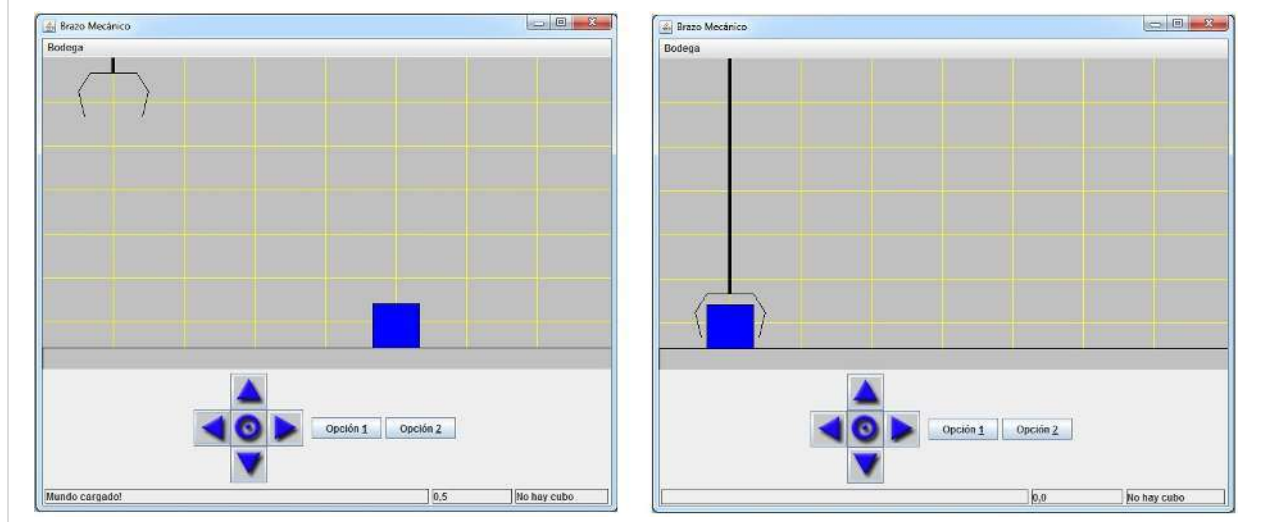 Brazo Mecánico
Bodega
Opción 1
Opción 2
Mundo cargado!
0,5
No hay cubo
Brazo Mecánico
Bodega
Opción 1
Opción 2
0,0
No hay cubo